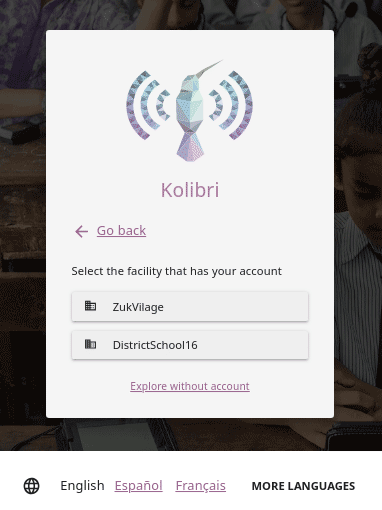 Kolibri
Go back
Select the facility that has your account
ZukVilage
DistrictSchool16
Explore without account
English Español Français MORE LANGUAGES